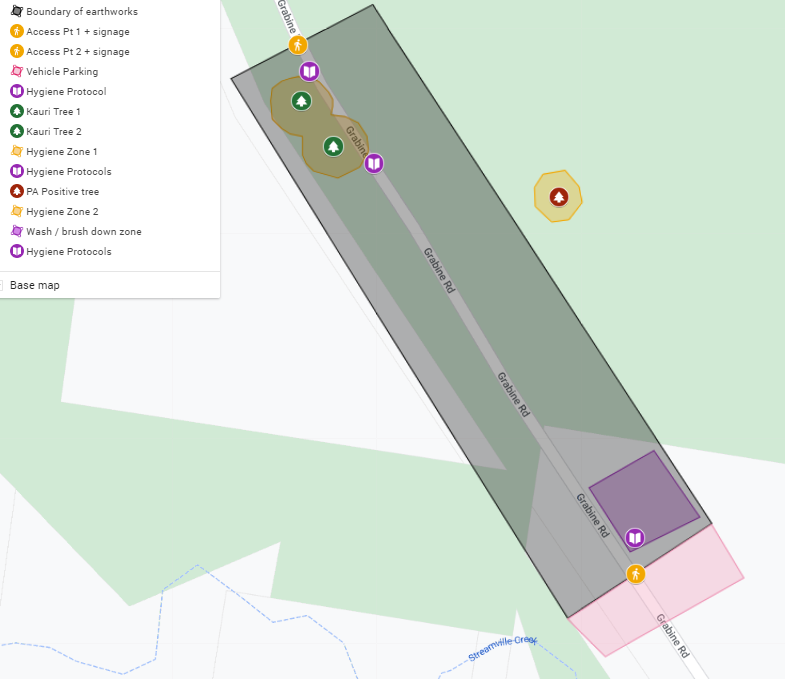 Boundary of earthworks
Access Pt 1 + signage
Access Pt 2 + signage
Vehicle Parking
Hygiene Protocol
Kauri Tree 1
Kauri Tree 2
Hygiene Zone 1
Hygiene Protocols
PA Positive tree
Hygiene Zone 2
Wash / brush down zone
Hygiene Protocols
Base map
Grabine
Grabine
Grabine Rd
Grabine Rd
Grabine Rd
Grabine Rd
Streamville Creek